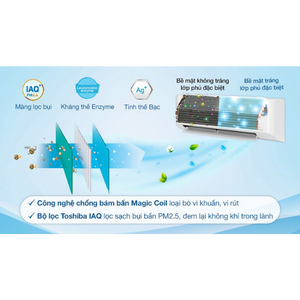 IAQ
PM2.5
Enzyme
Ag+
Màng lọc bụi
Kháng thể Enzyme
Tinh thể Bạc
Bề mặt không tráng
lớp phủ đặc biệt
Bề mặt tráng
lớp phủ đặc biệt
Công nghệ chống bám bẩn Magic Coil loại bỏ vi khuẩn, vi rút
Bộ lọc Toshiba IAQ lọc sạch bụi bẩn PM2.5, đem lại không khí trong lành